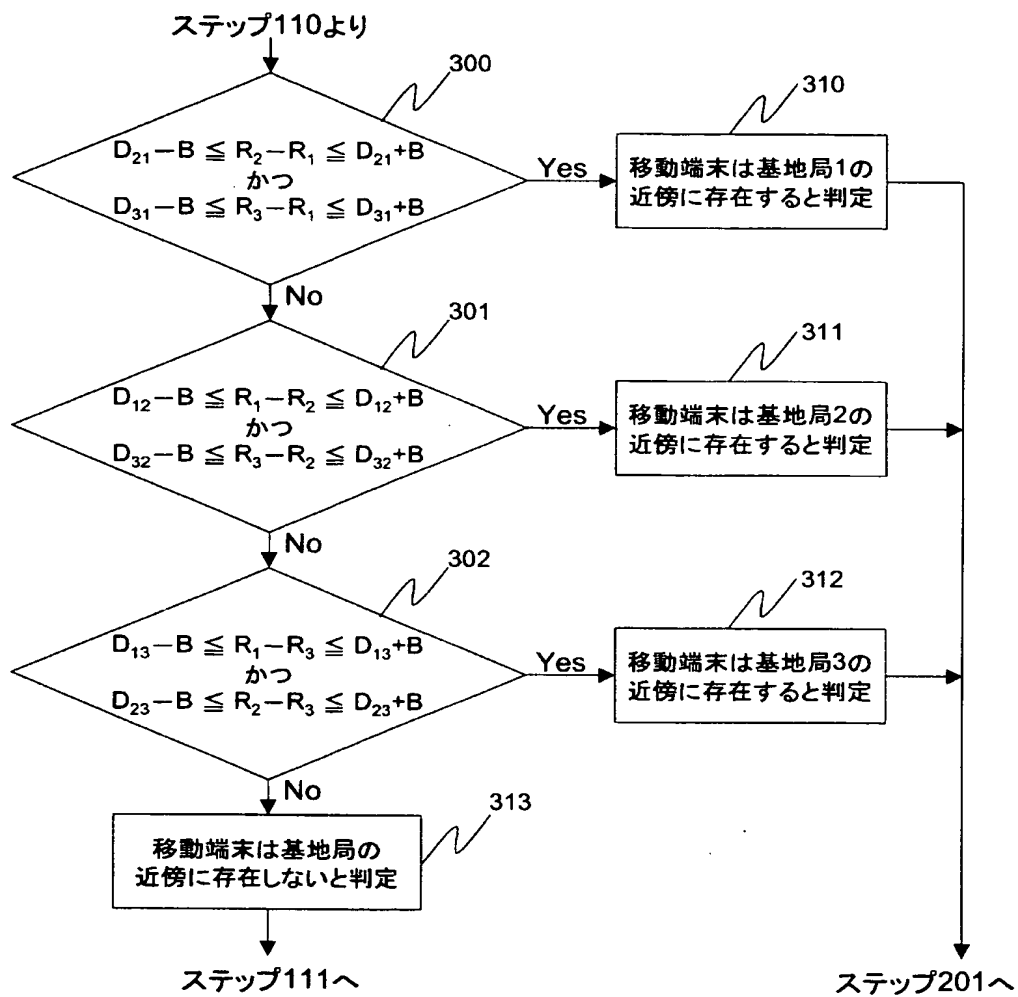 ステップ110より
300
D₂₁−B ≦ R₂−R₁ ≦ D₂₁+B
かつ
D₃₁−B ≦ R₃−R₁ ≦ D₃₁+B
Yes
310
移動端末は基地局1の
近傍に存在すると判定
No
301
D₁₂−B ≦ R₁−R₂ ≦ D₁₂+B
かつ
D₃₂−B ≦ R₃−R₂ ≦ D₃₂+B
Yes
311
移動端末は基地局2の
近傍に存在すると判定
No
302
D₁₃−B ≦ R₁−R₃ ≦ D₁₃+B
かつ
D₂₃−B ≦ R₂−R₃ ≦ D₂₃+B
Yes
312
移動端末は基地局3の
近傍に存在すると判定
No
313
移動端末は基地局の
近傍に存在しないと判定
ステップ111へ
ステップ201へ